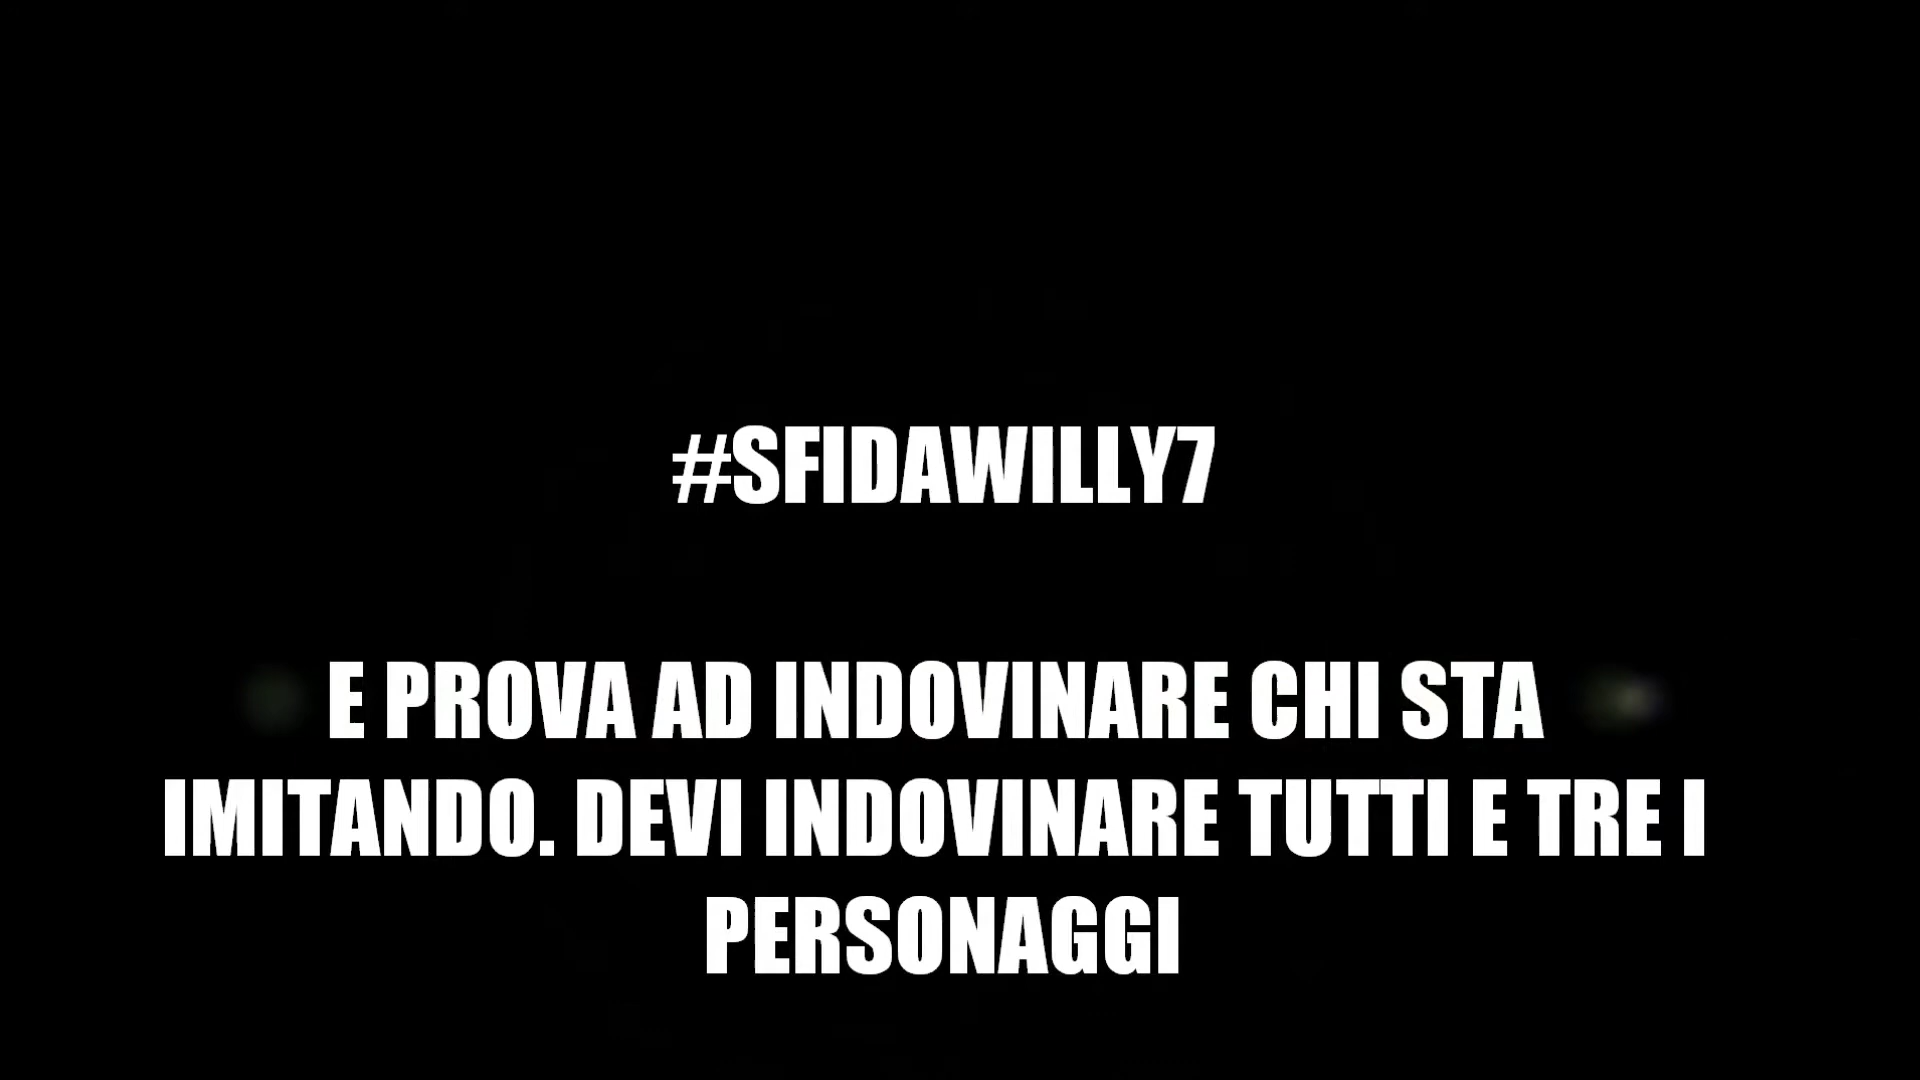 #SFIDAWILLY7
E PROVA AD INDOVINARE CHI STA
IMITANDO. DEVI INDOVINARE TUTTI E TRE I
PERSONAGGI